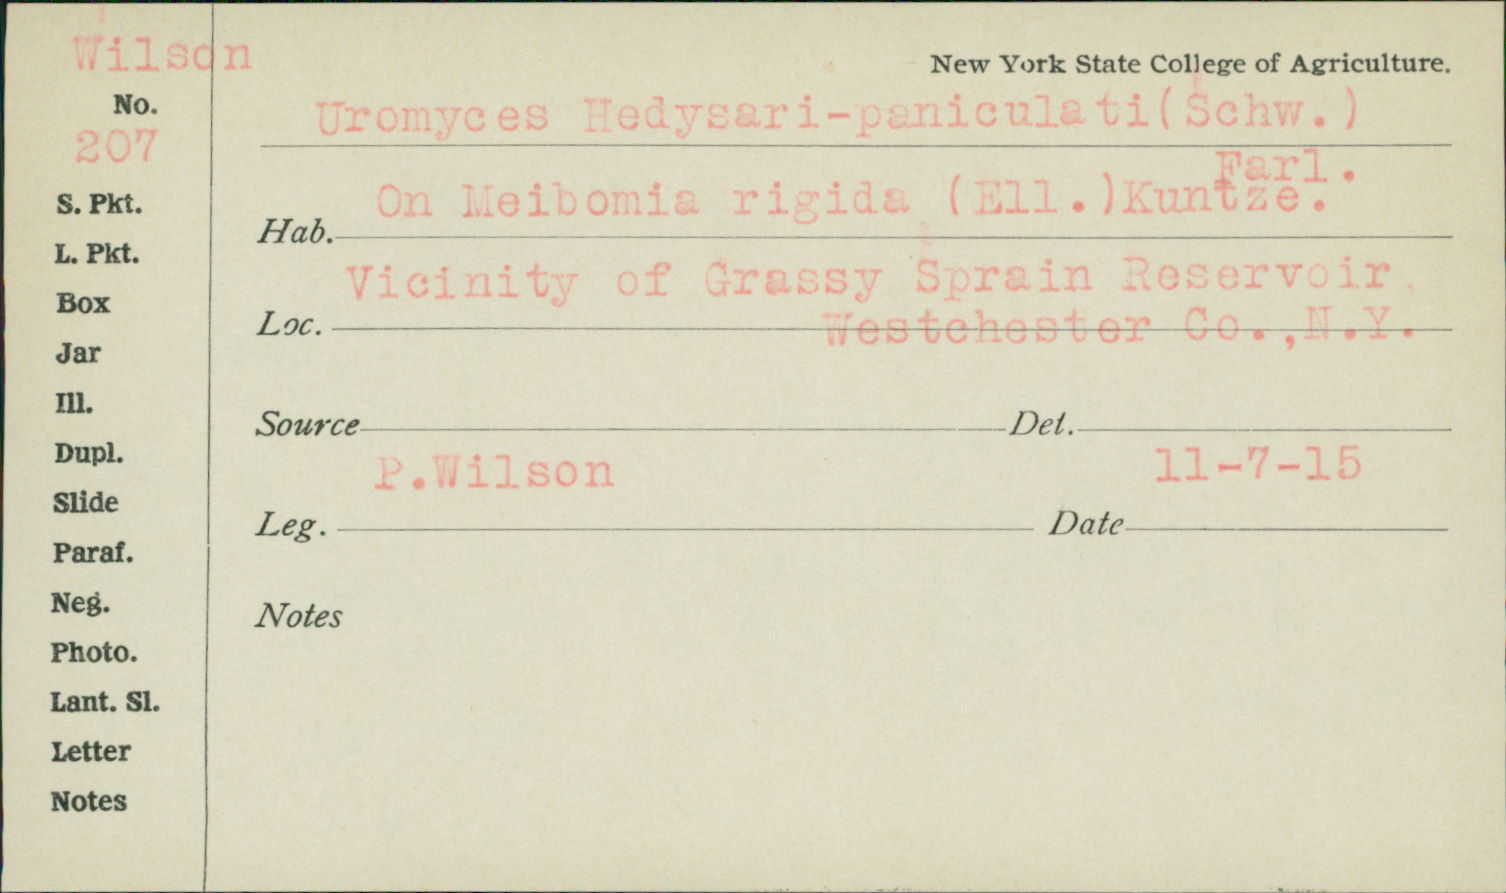 Wilson
New York State College of Agriculture.
No.
207
Uromyces Hedysari-paniculati(Schw.)
Farl.
S. Pkt.
Hab. On Meibomia rigida (Ell.)Kuntze.
L. Pkt.
Vicinity of Grassy Sprain Reservoir,
Box
Loc. Westchester Co.,N.Y.
Jar
Ill.
Source Det.
Dupl.
P.Wilson 11-7-15
Slide
Leg. Date
Paraf.
Neg.
Notes
Photo.
Lant. Sl.
Letter
Notes